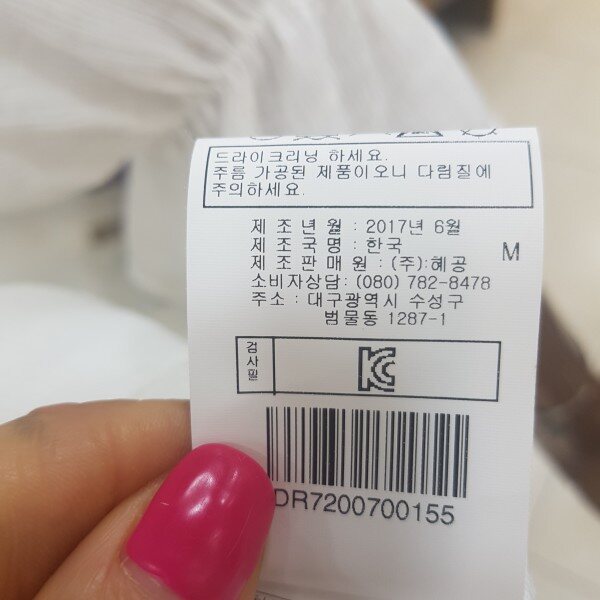 드라이크리닝 하세요.
주름 가공된 제품이오니 다림질에
주의하세요.
제 조 년 월 : 2017년 6월
제 조 국 명 : 한국
M
제 조 판 매 원 : (주):혜공
소비자상담: (080) 782-8478
주소 : 대구광역시 수성구
범물동 1287-1
검사필
KC
DR7200700155